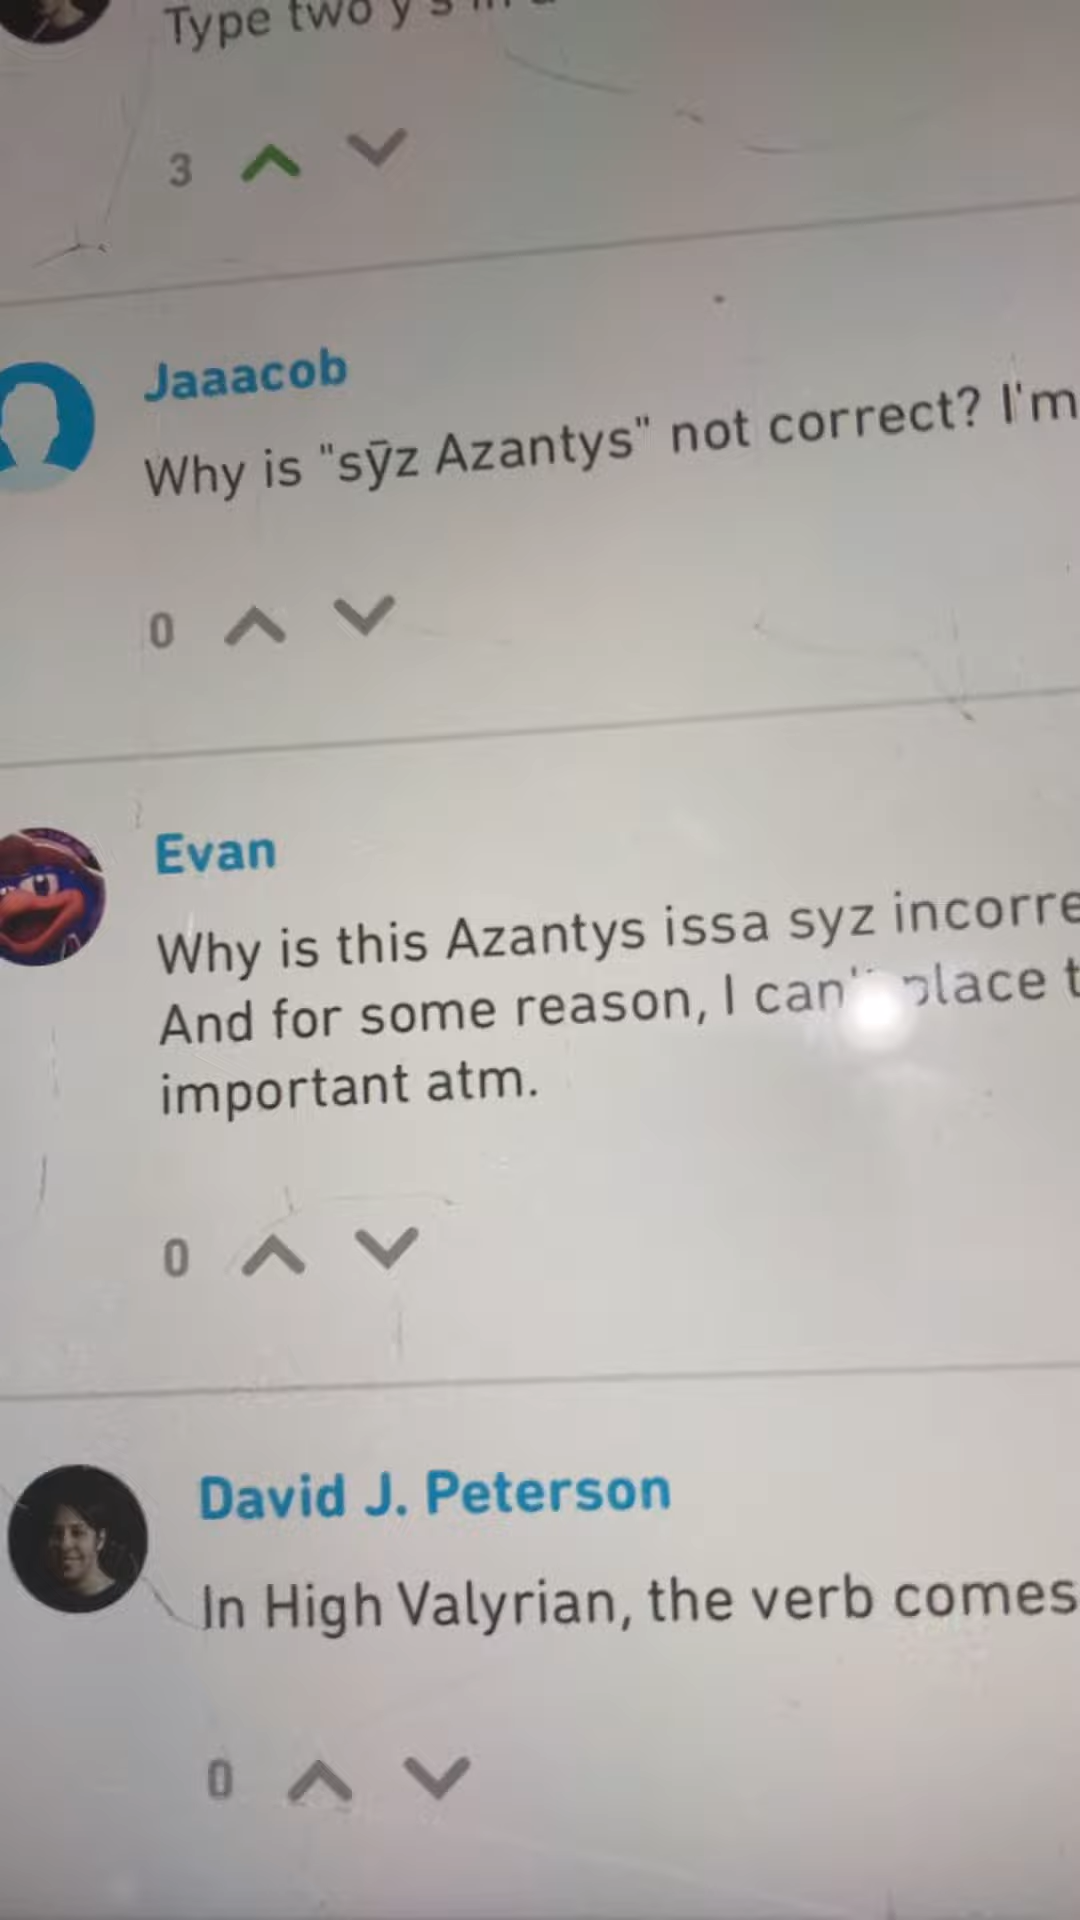 Type two y's in a
3
Jaaacob
Why is "sȳz Azantys" not correct? I'm
0
Evan
Why is this Azantys issa syz incorre
And for some reason, I can't place t
important atm.
0
David J. Peterson
In High Valyrian, the verb comes
0